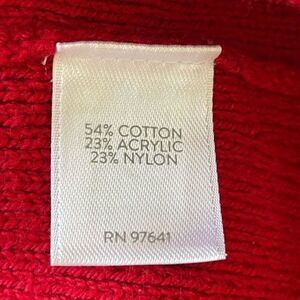 54% COTTON
23% ACRYLIC
23% NYLON
RN 97641